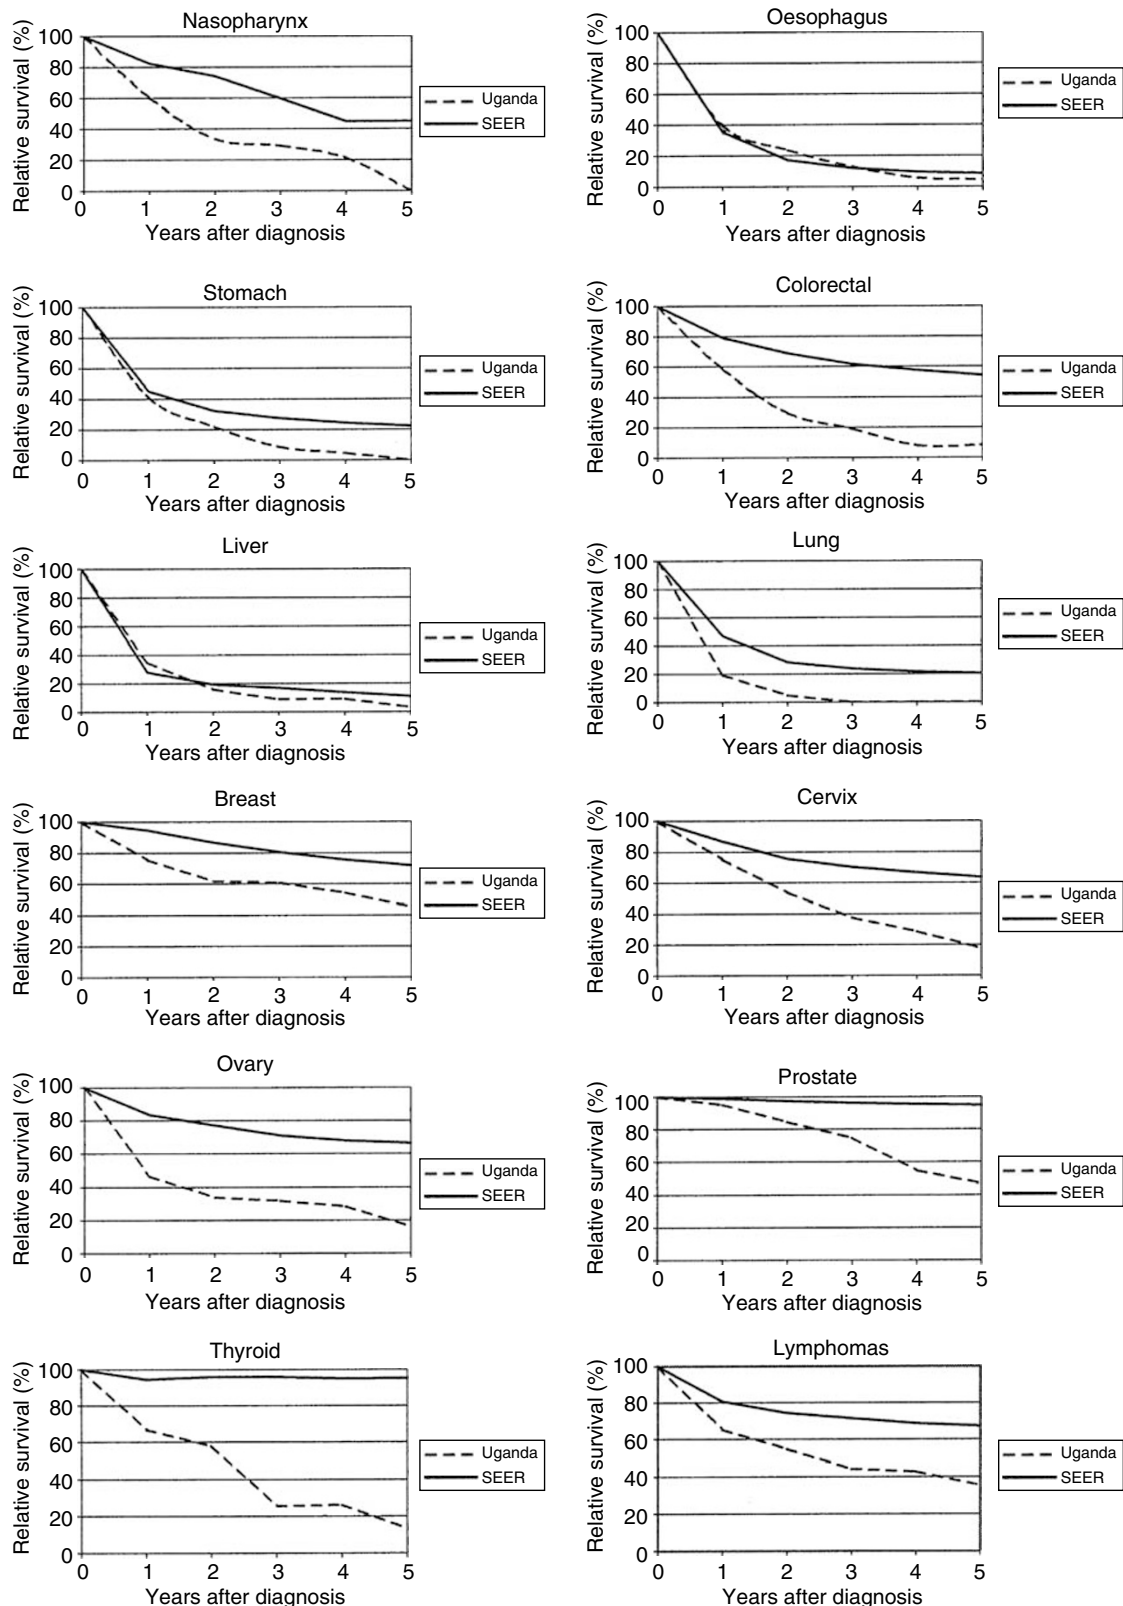 Nasopharynx
Relative survival (%)
100
80
60
40
20
0
0 1 2 3 4 5
Years after diagnosis
Uganda
SEER
Oesophagus
Relative survival (%)
100
80
60
40
20
0
0 1 2 3 4 5
Years after diagnosis
Uganda
SEER
Stomach
Relative survival (%)
100
80
60
40
20
0
0 1 2 3 4 5
Years after diagnosis
Uganda
SEER
Colorectal
Relative survival (%)
100
80
60
40
20
0
0 1 2 3 4 5
Years after diagnosis
Uganda
SEER
Liver
Relative survival (%)
100
80
60
40
20
0
0 1 2 3 4 5
Years after diagnosis
Uganda
SEER
Lung
Relative survival (%)
100
80
60
40
20
0
0 1 2 3 4 5
Years after diagnosis
Uganda
SEER
Breast
Relative survival (%)
100
80
60
40
20
0
0 1 2 3 4 5
Years after diagnosis
Uganda
SEER
Cervix
Relative survival (%)
100
80
60
40
20
0
0 1 2 3 4 5
Years after diagnosis
Uganda
SEER
Ovary
Relative survival (%)
100
80
60
40
20
0
0 1 2 3 4 5
Years after diagnosis
Uganda
SEER
Prostate
Relative survival (%)
100
80
60
40
20
0
0 1 2 3 4 5
Years after diagnosis
Uganda
SEER
Thyroid
Relative survival (%)
100
80
60
40
20
0
0 1 2 3 4 5
Years after diagnosis
Uganda
SEER
Lymphomas
Relative survival (%)
100
80
60
40
20
0
0 1 2 3 4 5
Years after diagnosis
Uganda
SEER